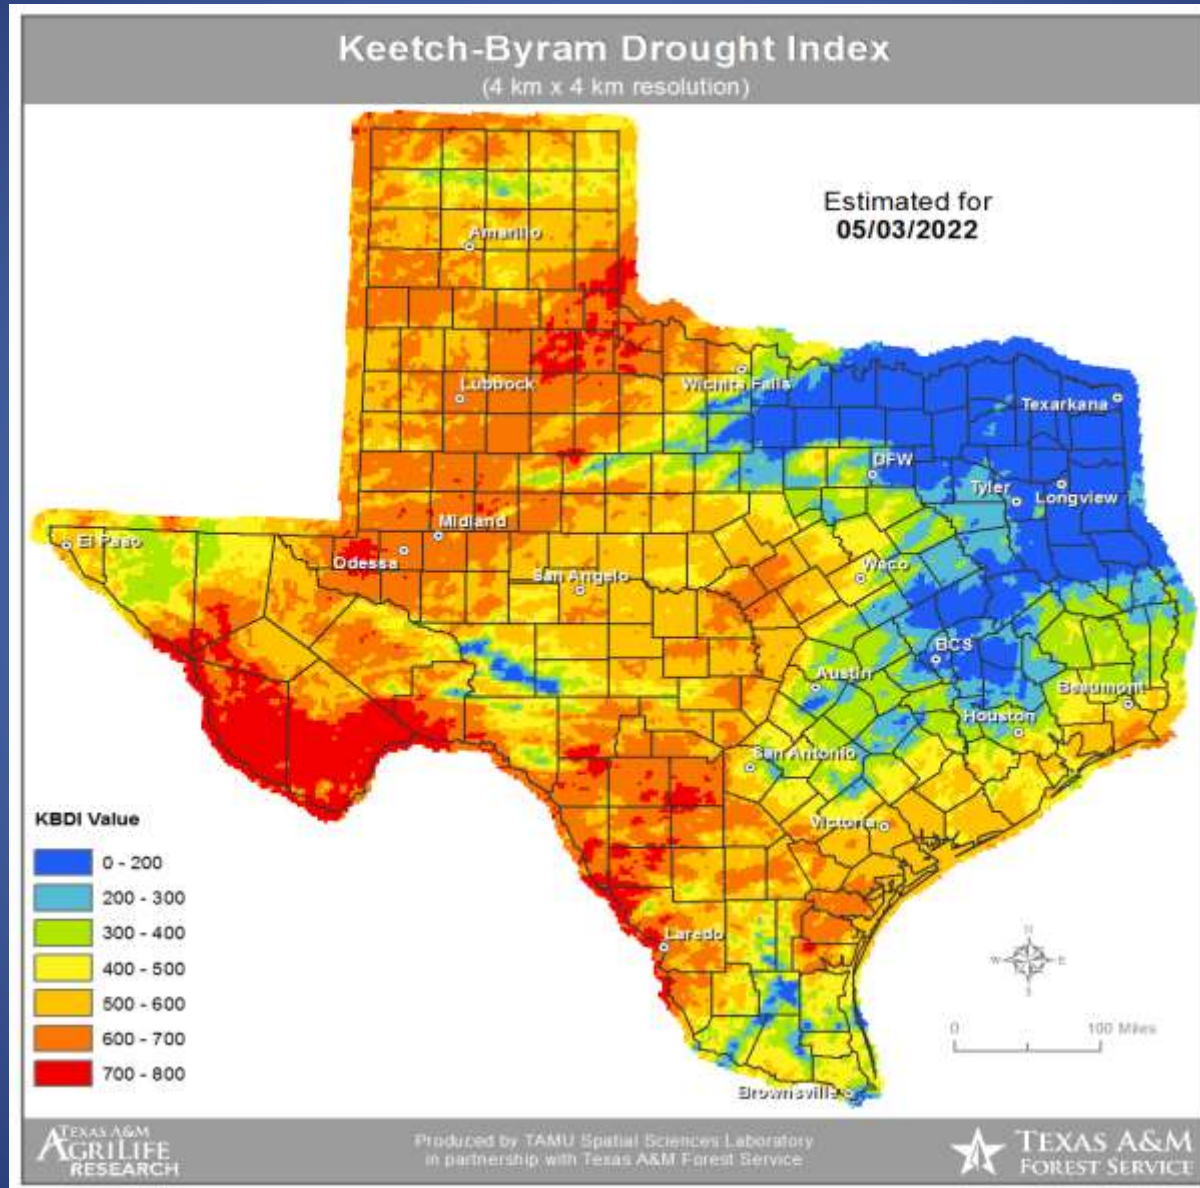 Keetch-Byram Drought Index
(4 km x 4 km resolution)
Estimated for
05/03/2022
Amarillo
Lubbock
Wichita Falls
Texarkana
DFW
Tyler
Longview
Midland
El Paso
Odessa
San Angelo
Waco
BCS
Austin
Beaumont
Houston
San Antonio
Victoria
Laredo
Brownsville
KBDI Value
0 - 200
200 - 300
300 - 400
400 - 500
500 - 600
600 - 700
700 - 800
N
W E
S
0 100 Miles
TEXAS A&M
AGRILIFE
RESEARCH
Produced by TAMU Spatial Sciences Laboratory
in partnership with Texas A&M Forest Service
TEXAS A&M
FOREST SERVICE